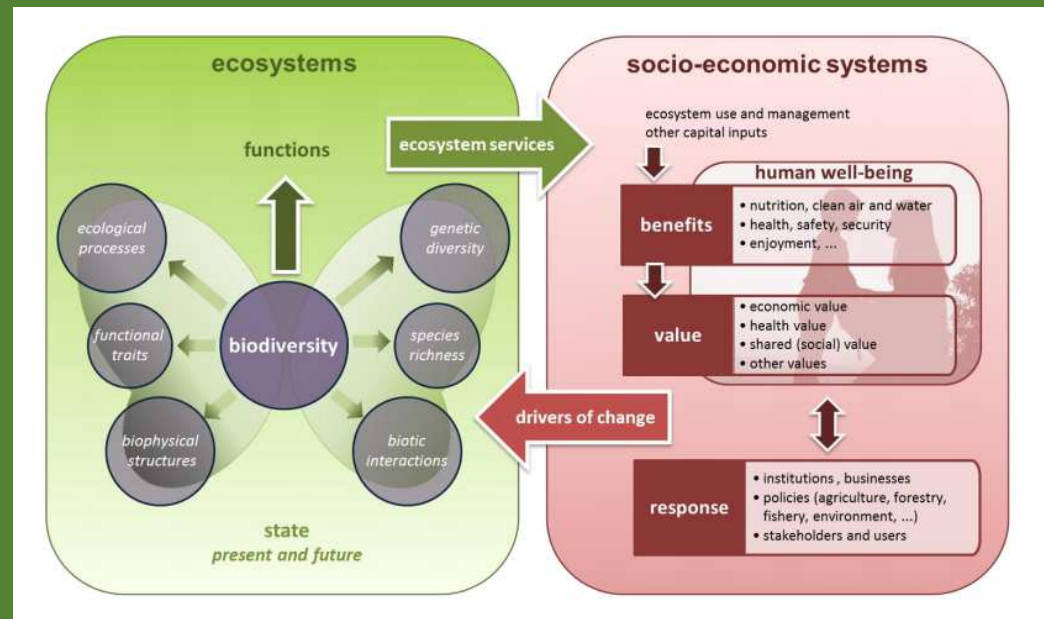 ecosystems
functions
ecological
processes
genetic
diversity
functional
traits
biodiversity
species
richness
biophysical
structures
biotic
interactions
state
present and future
ecosystem services
drivers of change
socio-economic systems
ecosystem use and management
other capital inputs
human well-being
benefits
• nutrition, clean air and water
• health, safety, security
• enjoyment, ...
value
• economic value
• health value
• shared (social) value
• other values
response
• institutions , businesses
• policies (agriculture, forestry,
fishery, environment, ...)
• stakeholders and users